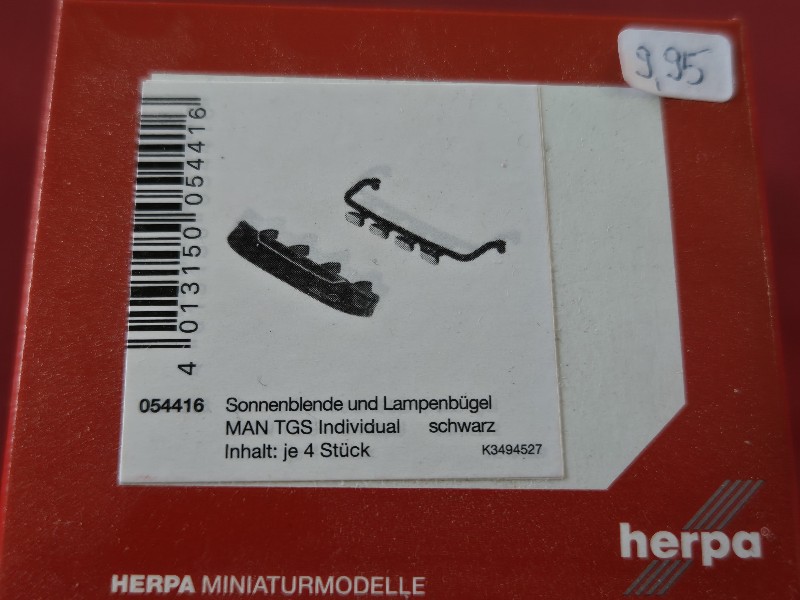 9,95
4 013150 054416
054416 Sonnenblende und Lampenbügel
MAN TGS Individual schwarz
Inhalt: je 4 Stück K3494527
herpa®
HERPA MINIATURMODELLE